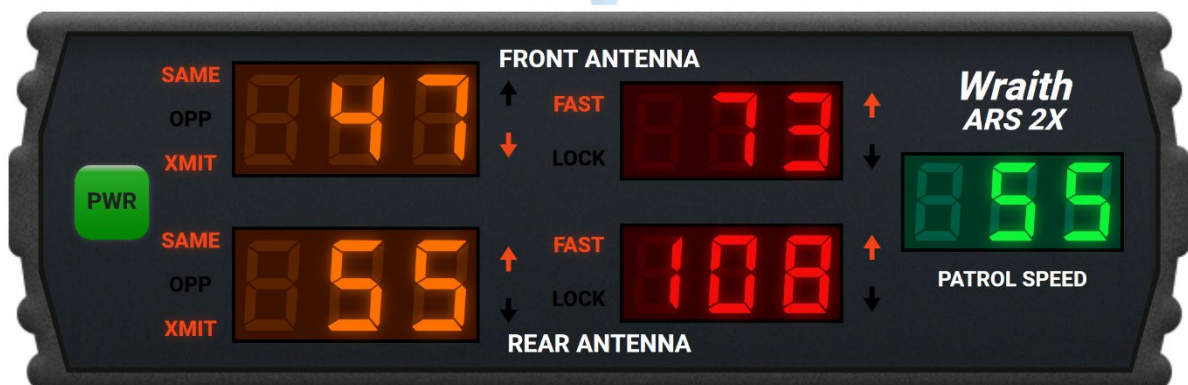 FRONT ANTENNA
SAME
OPP
XMIT
47
FAST
LOCK
73
Wraith
ARS 2X
PWR
55
PATROL SPEED
SAME
OPP
XMIT
55
FAST
LOCK
108
REAR ANTENNA